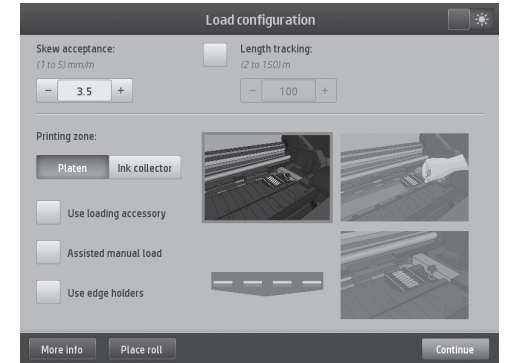 Load configuration
Skew acceptance:
(1 to 5) mm/m
− 3.5 +
Length tracking:
(2 to 150) m
− 100 +
Printing zone:
Platen Ink collector
Use loading accessory
Assisted manual load
Use edge holders
More info Place roll Continue